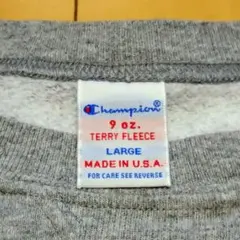 Champion
9 oz.
TERRY FLEECE
LARGE
MADE IN U.S.A.
FOR CARE SEE REVERSE